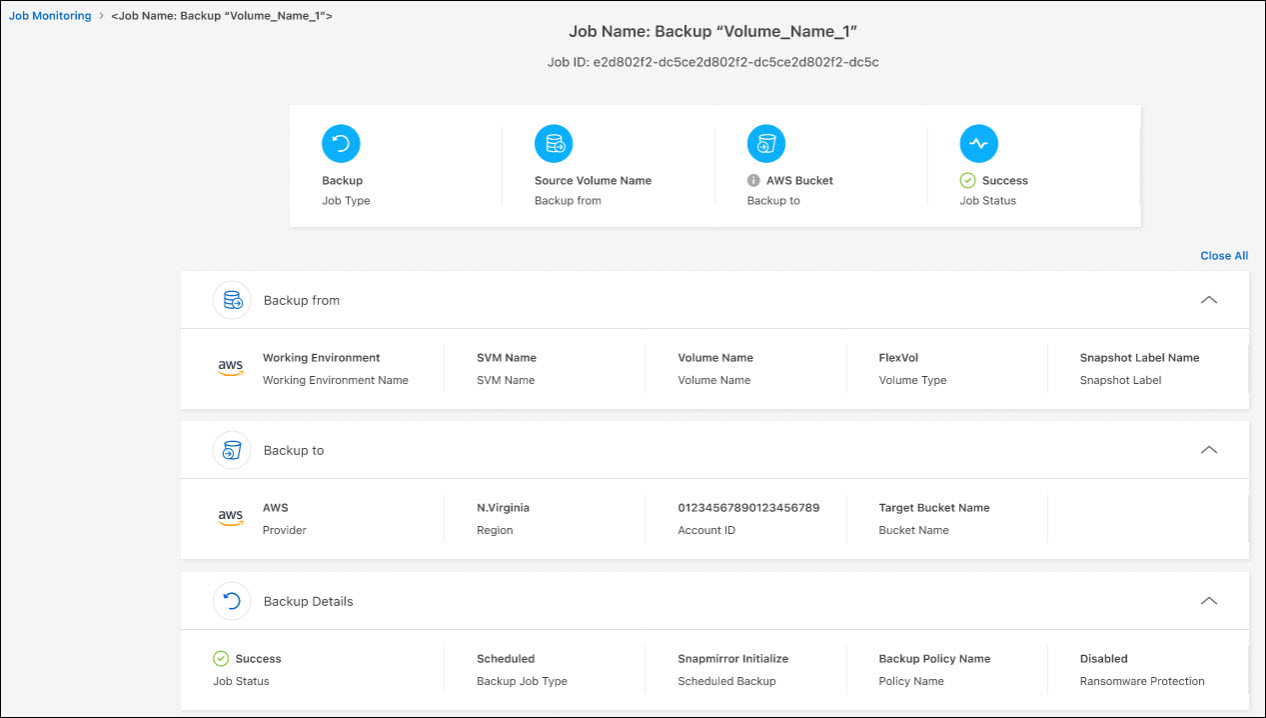 Job Monitoring > <Job Name: Backup “Volume_Name_1”>
Job Name: Backup “Volume_Name_1”
Job ID: e2d802f2-dc5ce2d802f2-dc5ce2d802f2-dc5c
Backup Source Volume Name AWS Bucket Success
Job Type Backup from Backup to Job Status
Close All
Backup from
aws
Working Environment SVM Name Volume Name FlexVol Snapshot Label Name
Working Environment Name SVM Name Volume Name Volume Type Snapshot Label
Backup to
aws
AWS N.Virginia 01234567890123456789 Target Bucket Name
Provider Region Account ID Bucket Name
Backup Details
Success Scheduled Snapmirror Initialize Backup Policy Name Disabled
Job Status Backup Job Type Scheduled Backup Policy Name Ransomware Protection